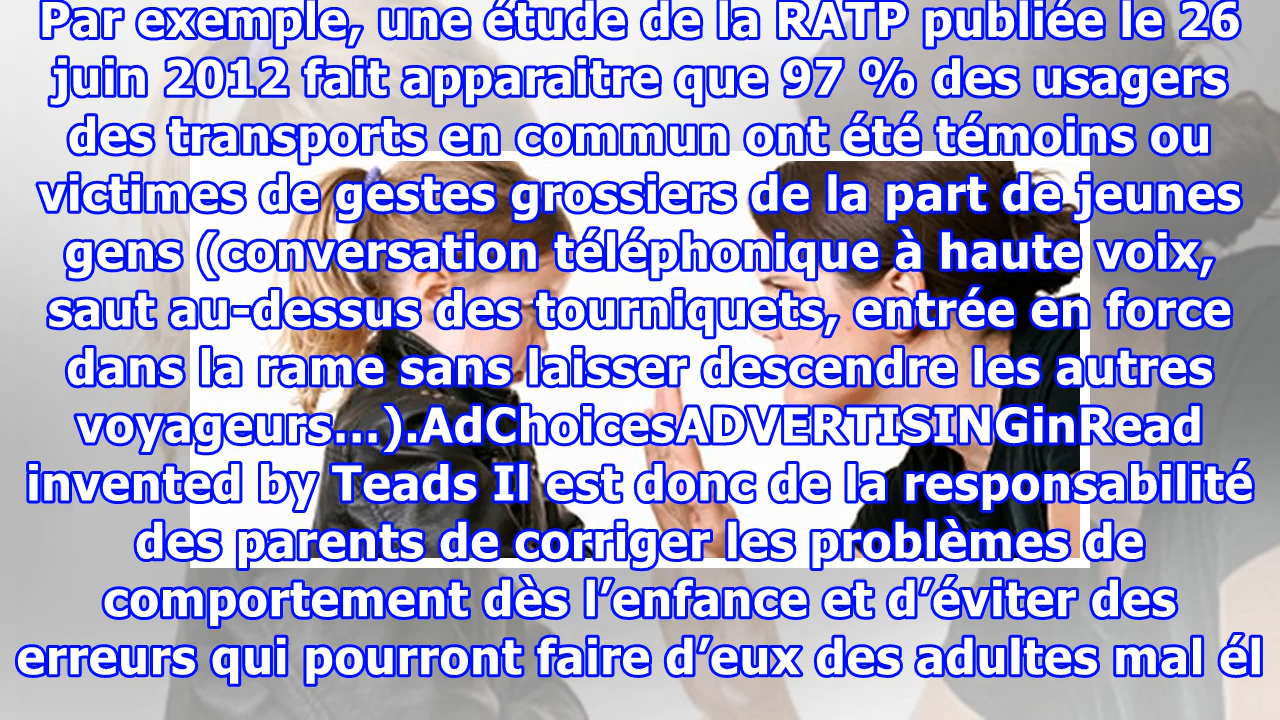 Par exemple, une étude de la RATP publiée le 26
juin 2012 fait apparaitre que 97 % des usagers
des transports en commun ont été témoins ou
victimes de gestes grossiers de la part de jeunes
gens (conversation téléphonique à haute voix,
saut au-dessus des tourniquets, entrée en force
dans la rame sans laisser descendre les autres
voyageurs...).AdChoicesADVERTISINGinRead
invented by Teads Il est donc de la responsabilité
des parents de corriger les problèmes de
comportement dès l’enfance et d’éviter des
erreurs qui pourront faire d’eux des adultes mal él